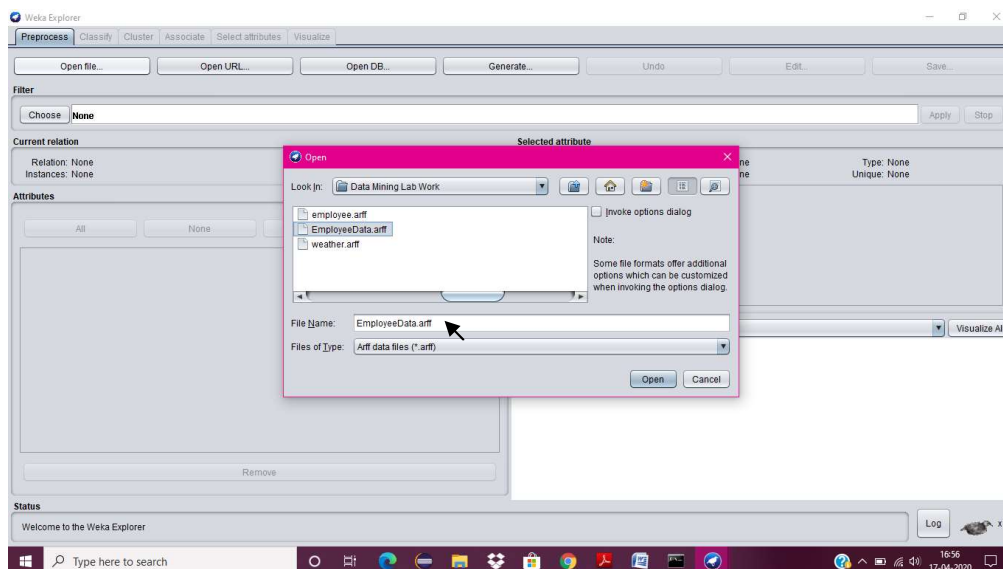 Weka Explorer
Preprocess Classify Cluster Associate Select attributes Visualize
Open file... Open URL... Open DB... Generate... Undo Edit... Save...
Filter
Choose None Apply Stop
Current relation
Relation: None
Instances: None
Selected attribute
ne Type: None
ne Unique: None
Attributes
All None
Remove
Open
Look In: Data Mining Lab Work
employee.arff
EmployeeData.arff
weather.arff
Invoke options dialog
Note:
Some file formats offer additional
options which can be customized
when invoking the options dialog.
File Name: EmployeeData.arff
Files of Type: Arff data files (*.arff)
Open Cancel
Visualize Al
Status
Welcome to the Weka Explorer
Log x
Type here to search
16:56
17-04-2020